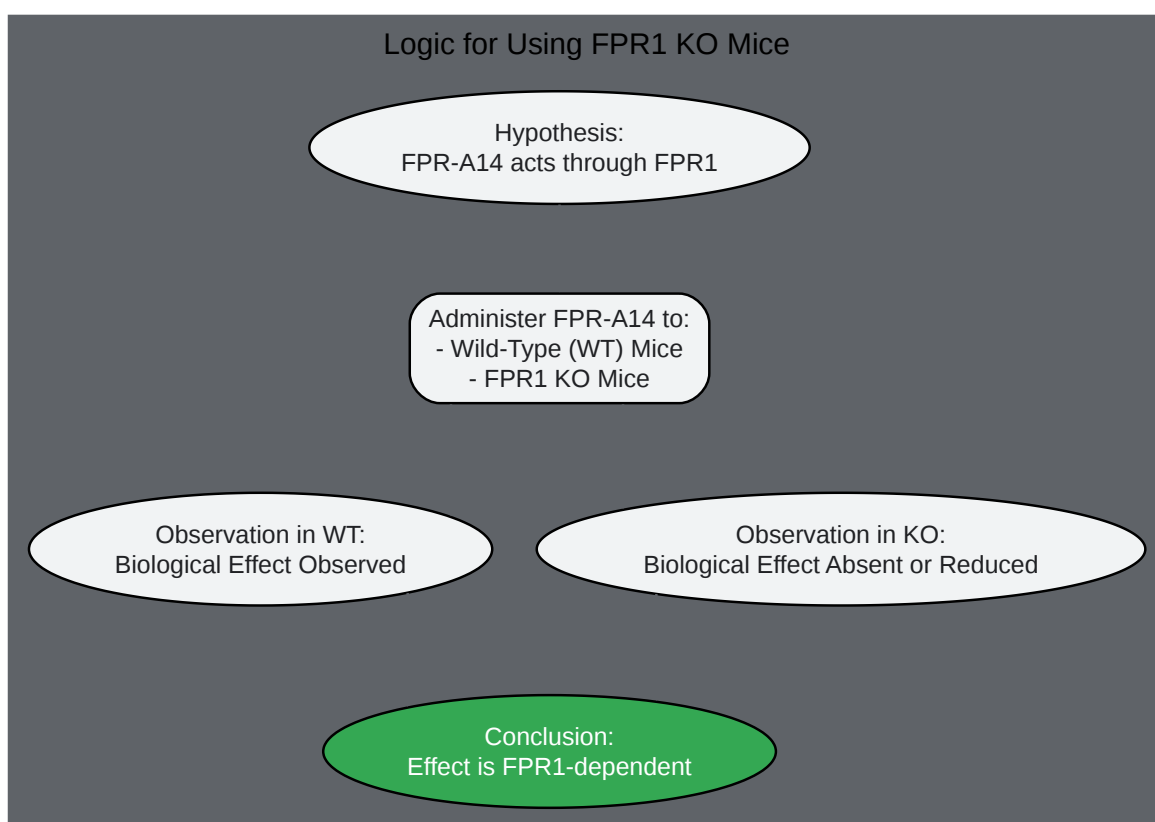 Logic for Using FPR1 KO Mice
Hypothesis:
FPR-A14 acts through FPR1
Administer FPR-A14 to:
- Wild-Type (WT) Mice
- FPR1 KO Mice
Observation in WT:
Biological Effect Observed
Observation in KO:
Biological Effect Absent or Reduced
Conclusion:
Effect is FPR1-dependent